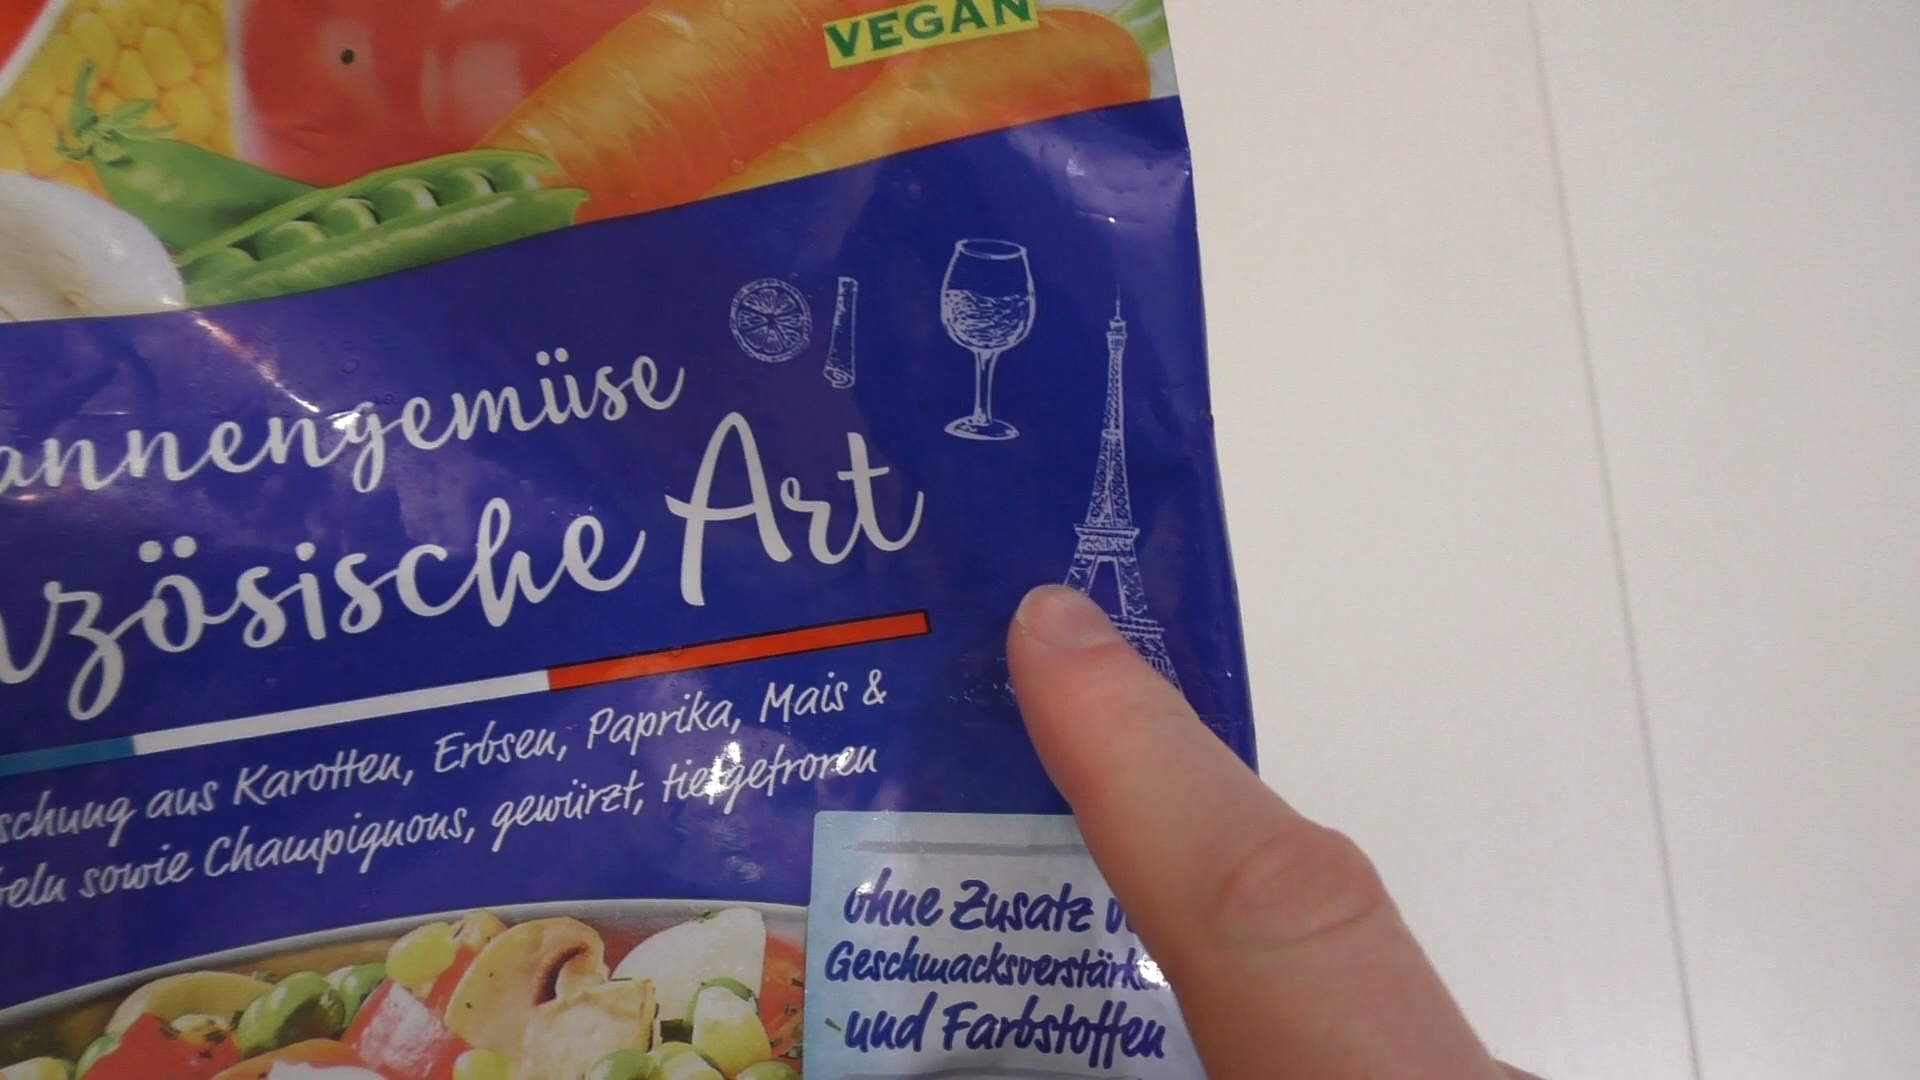 VEGAN
annengemüse
zösische Art
schung aus Karotten, Erbsen, Paprika, Mais &
eln sowie Champignons, gewürzt, tiefgefroren
ohne Zusatz
Geschmacksverstärk
und Farbstoffen